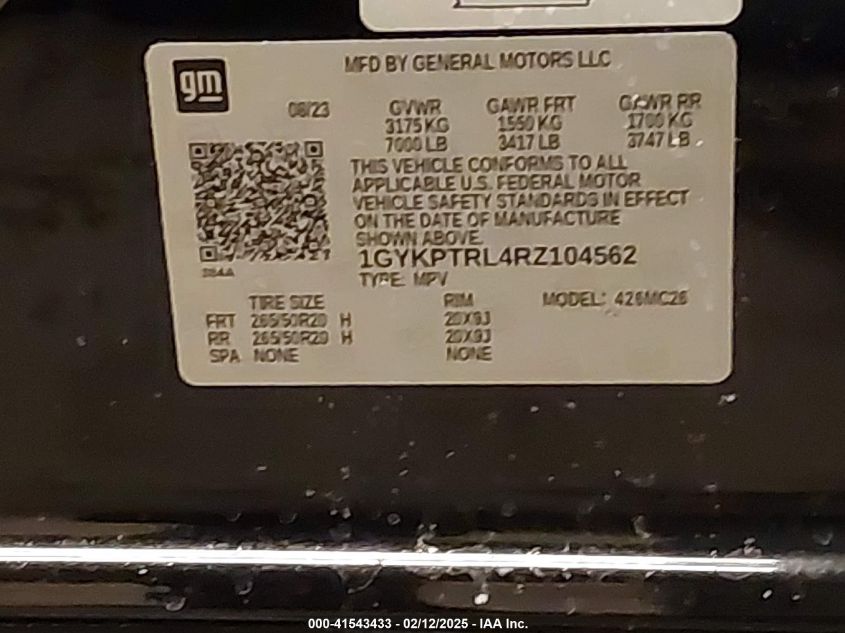 gm
MFD BY GENERAL MOTORS LLC
08/23
GVWR GAWR FRT GAWR RR
3175 KG 1550 KG 1700 KG
7000 LB 3417 LB 3747 LB
THIS VEHICLE CONFORMS TO ALL
APPLICABLE U.S. FEDERAL MOTOR
VEHICLE SAFETY STANDARDS IN EFFECT
ON THE DATE OF MANUFACTURE
SHOWN ABOVE.
1GYKPTRL4RZ104562
TYPE: MPV
TIRE SIZE RIM MODEL: 426MC26
FRT 265/50R20 H 20X9J
RR 265/50R20 H 20X9J
SPA NONE NONE
000-41543433 - 02/12/2025 - IAA Inc.